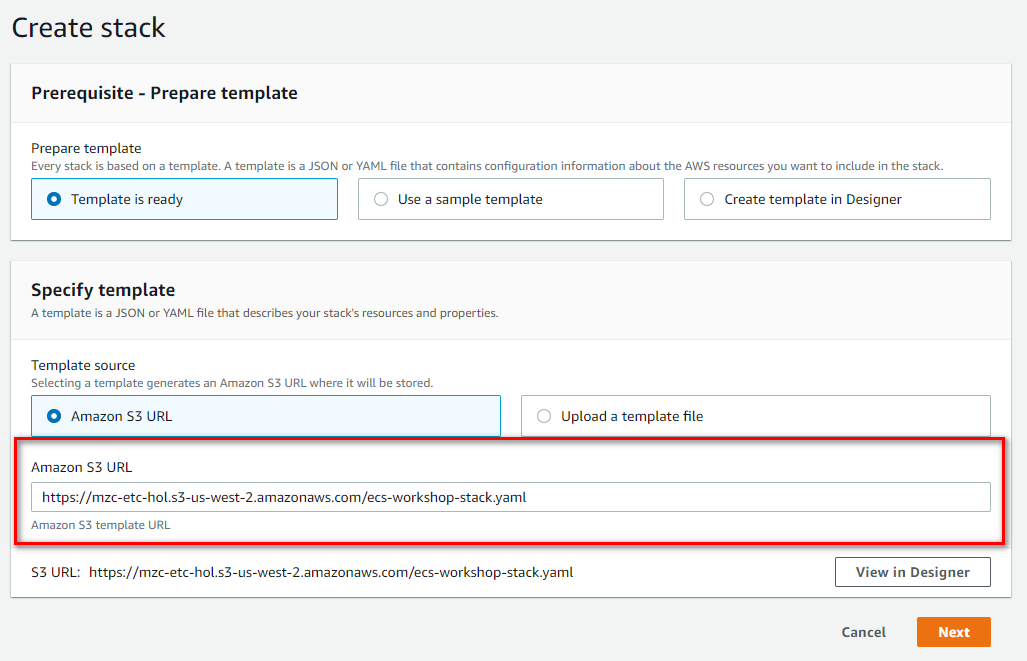 Create stack
Prerequisite - Prepare template
Prepare template
Every stack is based on a template. A template is a JSON or YAML file that contains configuration information about the AWS resources you want to include in the stack.
Template is ready
Use a sample template
Create template in Designer
Specify template
A template is a JSON or YAML file that describes your stack's resources and properties.
Template source
Selecting a template generates an Amazon S3 URL where it will be stored.
Amazon S3 URL
Upload a template file
Amazon S3 URL
https://mzc-etc-hol.s3-us-west-2.amazonaws.com/ecs-workshop-stack.yaml
Amazon S3 template URL
S3 URL: https://mzc-etc-hol.s3-us-west-2.amazonaws.com/ecs-workshop-stack.yaml
View in Designer
Cancel
Next